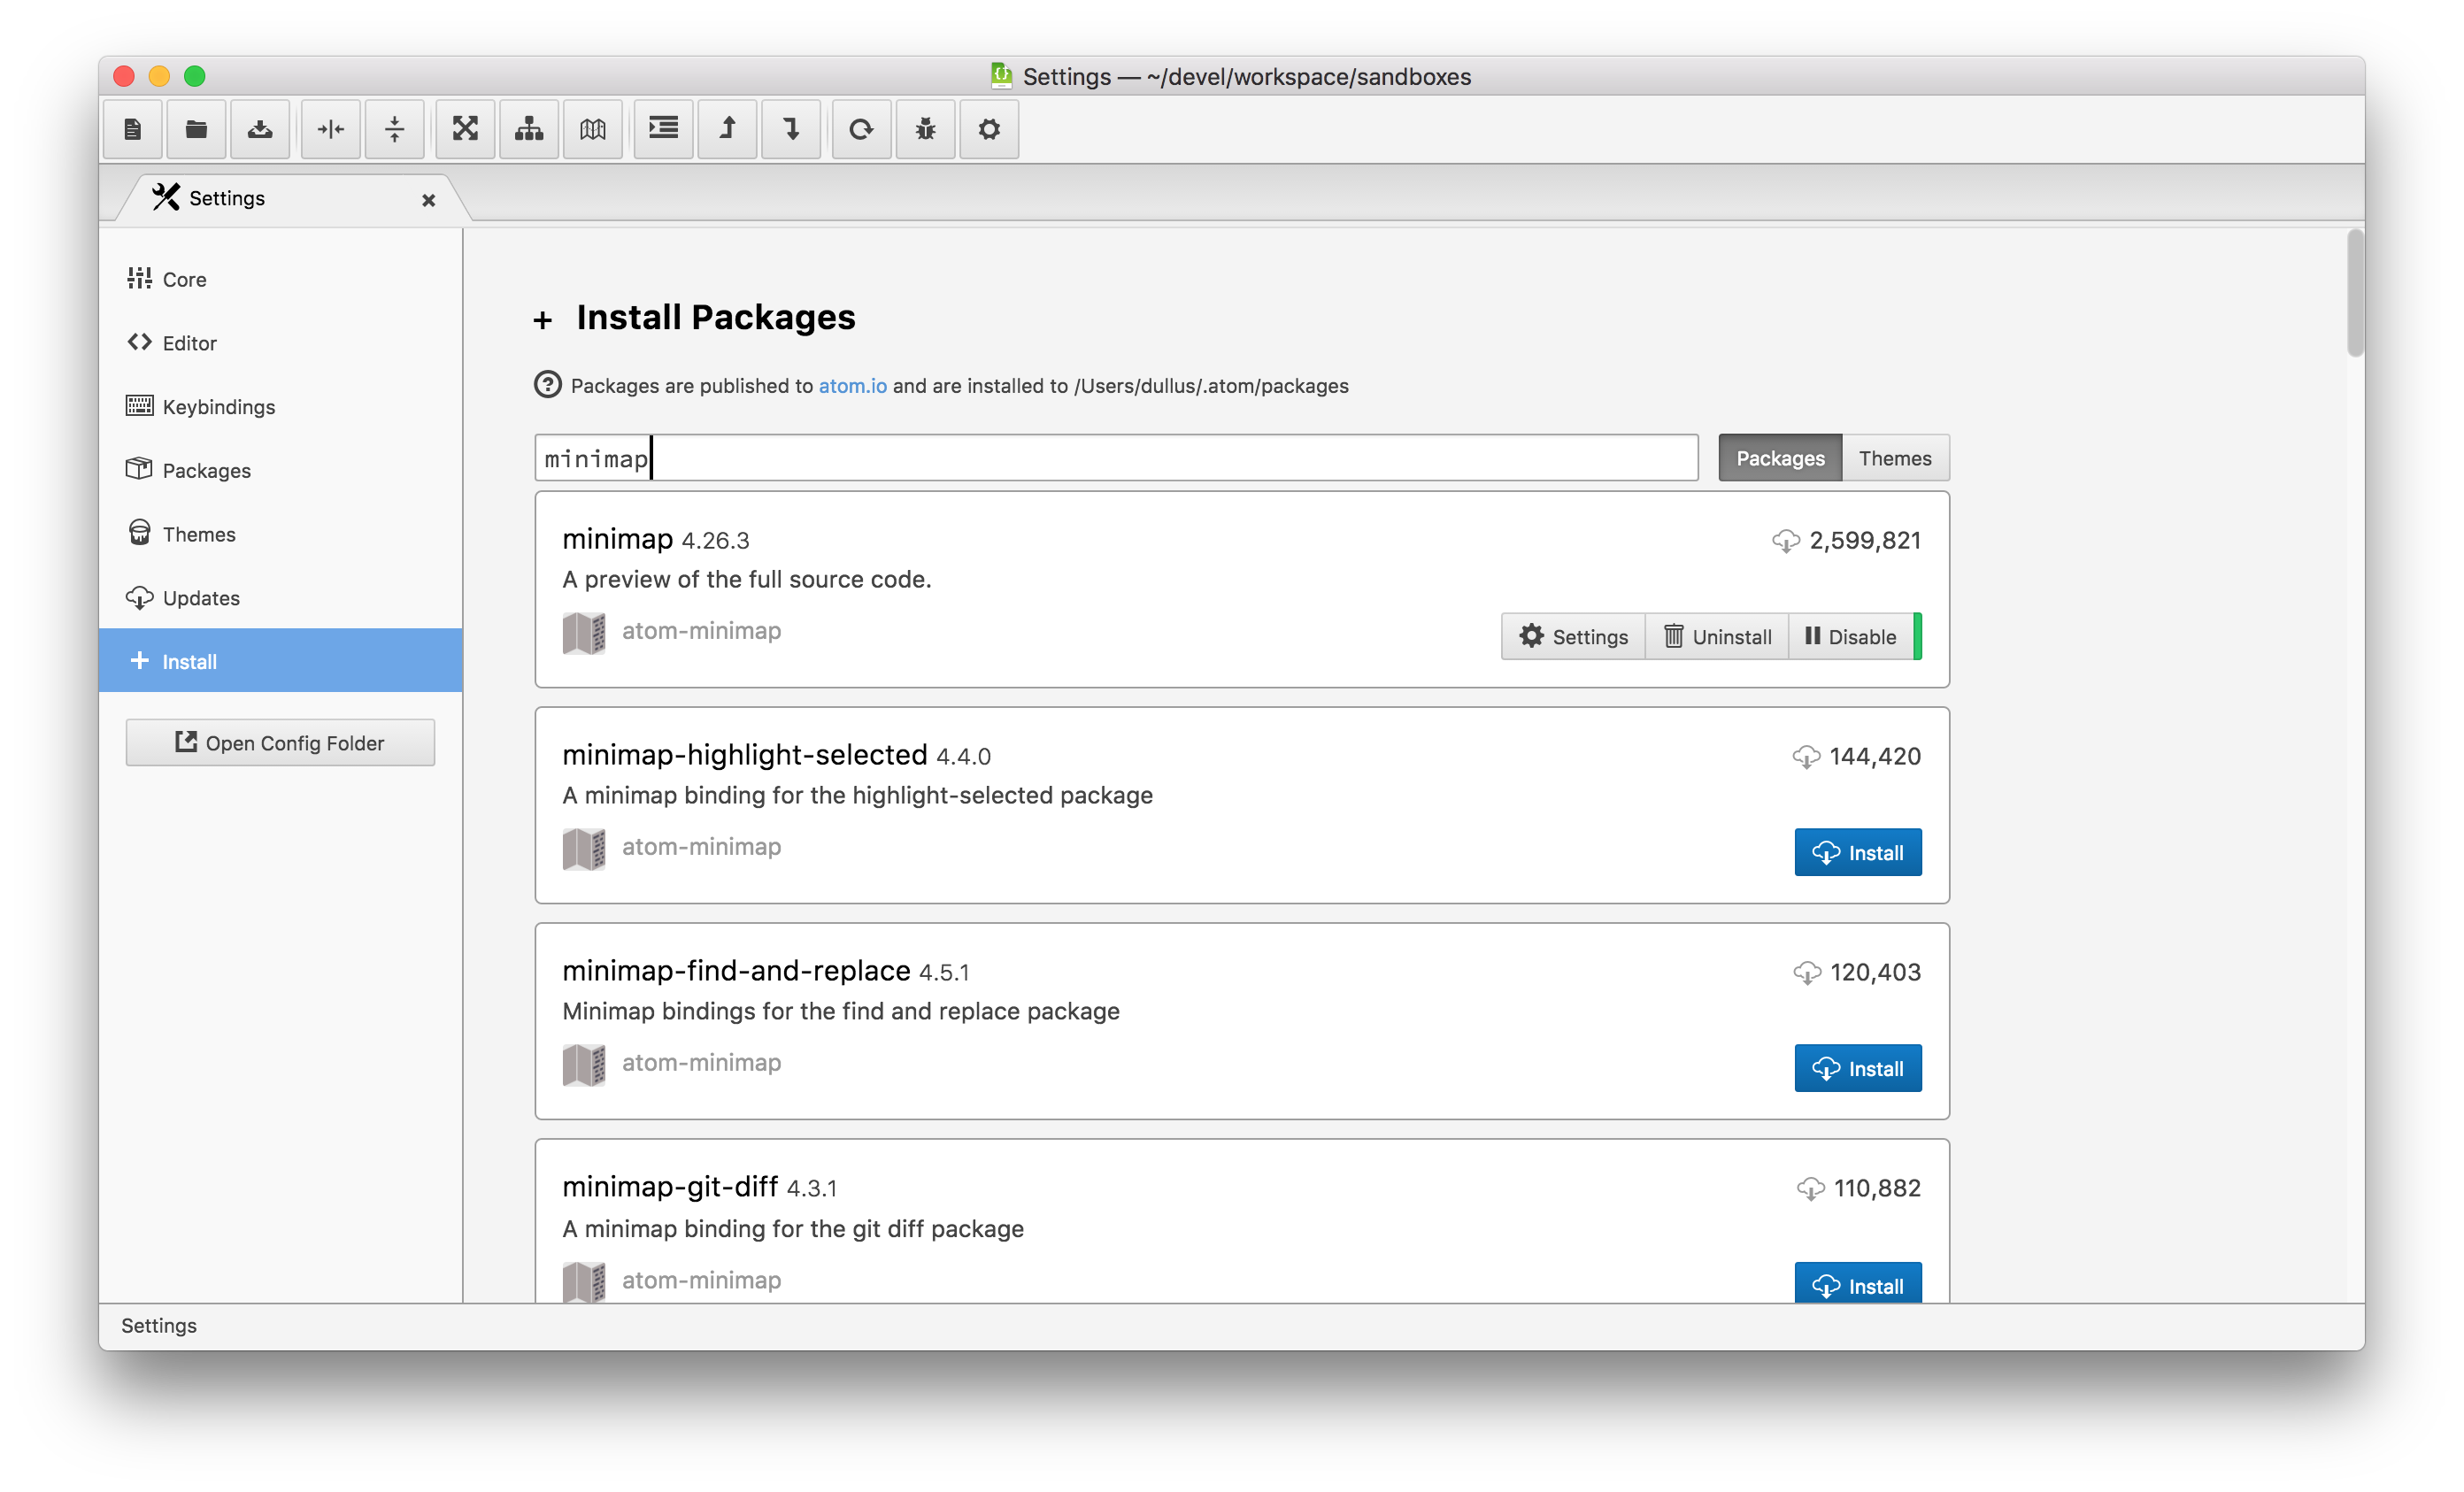 Settings — ~/devel/workspace/sandboxes
Settings
Core
Editor
Keybindings
Packages
Themes
Updates
Install
Open Config Folder
Install Packages
Packages are published to atom.io and are installed to /Users/dullus/.atom/packages
minimap
Packages Themes
minimap 4.26.3 2,599,821
A preview of the full source code.
atom-minimap
Settings Uninstall Disable
minimap-highlight-selected 4.4.0 144,420
A minimap binding for the highlight-selected package
atom-minimap
Install
minimap-find-and-replace 4.5.1 120,403
Minimap bindings for the find and replace package
atom-minimap
Install
minimap-git-diff 4.3.1 110,882
A minimap binding for the git diff package
atom-minimap
Install
Settings